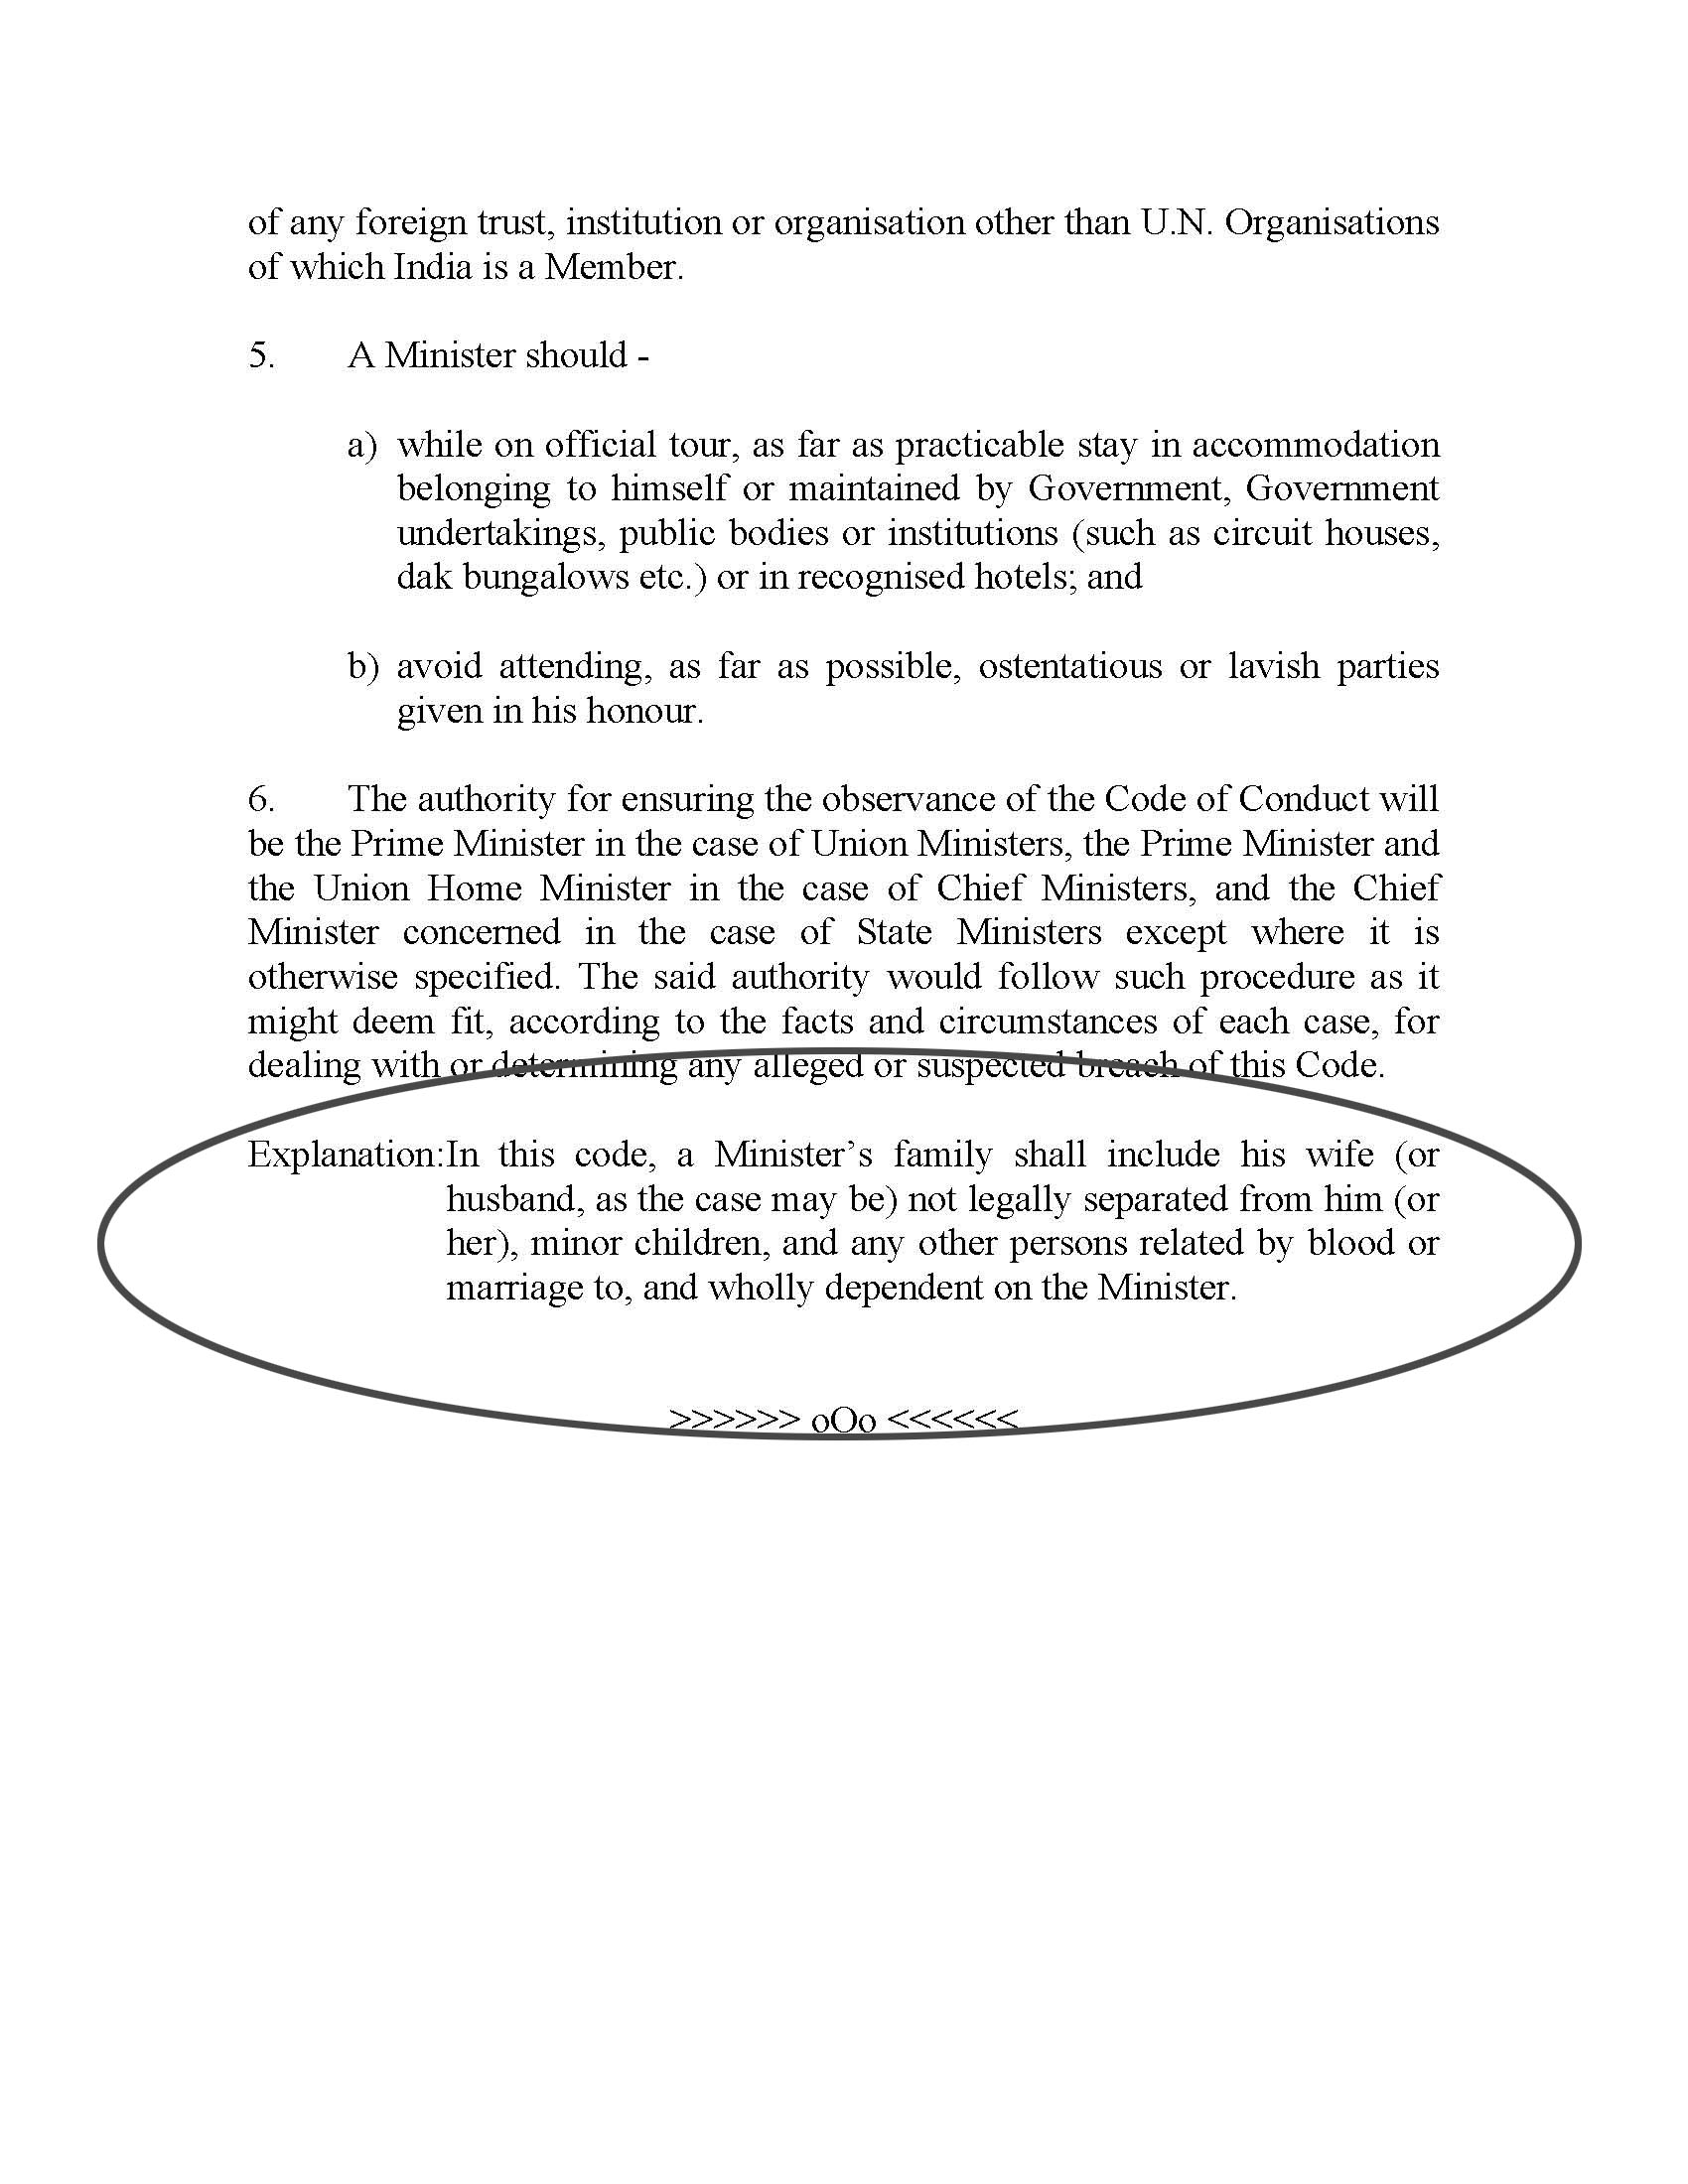 of any foreign trust, institution or organisation other than U.N. Organisations
of which India is a Member.
5. A Minister should -
a) while on official tour, as far as practicable stay in accommodation
belonging to himself or maintained by Government, Government
undertakings, public bodies or institutions (such as circuit houses,
dak bungalows etc.) or in recognised hotels; and
b) avoid attending, as far as possible, ostentatious or lavish parties
given in his honour.
6. The authority for ensuring the observance of the Code of Conduct will
be the Prime Minister in the case of Union Ministers, the Prime Minister and
the Union Home Minister in the case of Chief Ministers, and the Chief
Minister concerned in the case of State Ministers except where it is
otherwise specified. The said authority would follow such procedure as it
might deem fit, according to the facts and circumstances of each case, for
dealing with or determining any alleged or suspected breach of this Code.
Explanation:In this code, a Minister’s family shall include his wife (or
husband, as the case may be) not legally separated from him (or
her), minor children, and any other persons related by blood or
marriage to, and wholly dependent on the Minister.
>>>>>> oOo <<<<<<